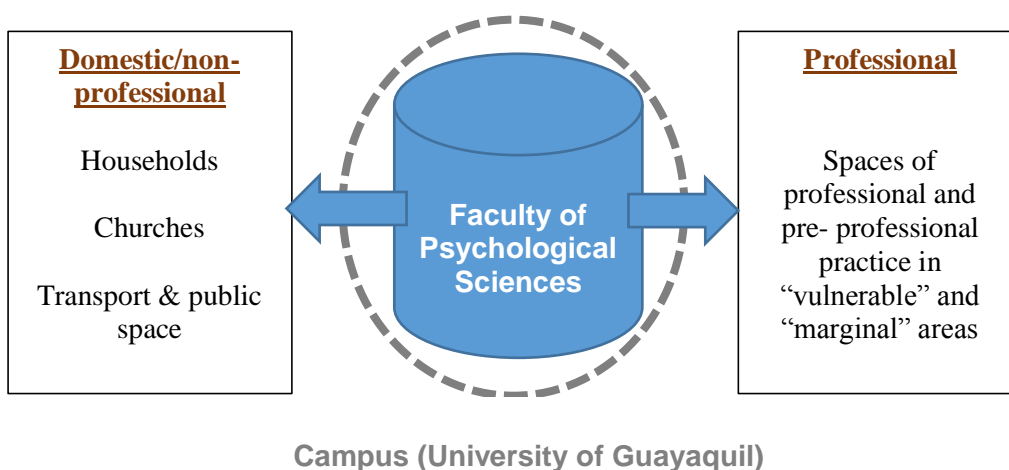 Domestic/non-
professional
Households
Churches
Transport & public
space
Faculty of
Psychological
Sciences
Professional
Spaces of
professional and
pre- professional
practice in
“vulnerable” and
“marginal” areas
Campus (University of Guayaquil)